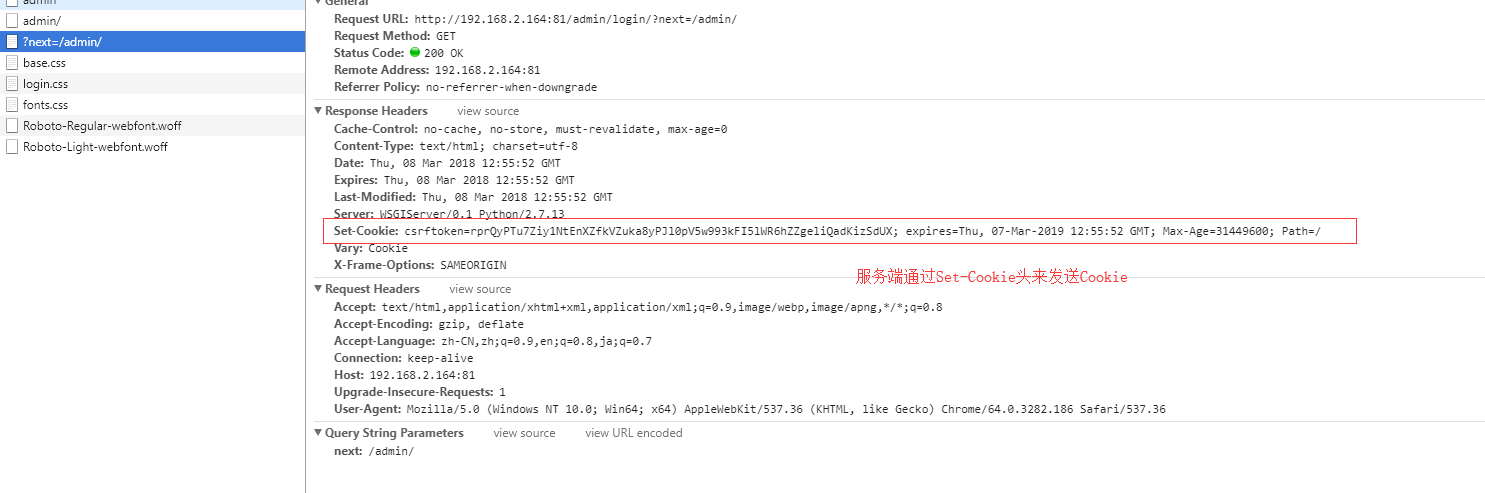 admin
admin/
?next=/admin/
base.css
login.css
fonts.css
Roboto-Regular-webfont.woff
Roboto-Light-webfont.woff
General
Request URL: http://192.168.2.164:81/admin/login/?next=/admin/
Request Method: GET
Status Code: 200 OK
Remote Address: 192.168.2.164:81
Referrer Policy: no-referrer-when-downgrade
Response Headers view source
Cache-Control: no-cache, no-store, must-revalidate, max-age=0
Content-Type: text/html; charset=utf-8
Date: Thu, 08 Mar 2018 12:55:52 GMT
Expires: Thu, 08 Mar 2018 12:55:52 GMT
Last-Modified: Thu, 08 Mar 2018 12:55:52 GMT
Server: WSGIServer/0.1 Python/2.7.13
Set-Cookie: csrftoken=rprQyPTu7Ziy1NtEnXZfkVZuka8yPJl0pV5w993kFI5lWR6hZZgeliQadKizSdUX; expires=Thu, 07-Mar-2019 12:55:52 GMT; Max-Age=31449600; Path=/
Vary: Cookie
X-Frame-Options: SAMEORIGIN
服务端通过Set-Cookie头来发送Cookie
Request Headers view source
Accept: text/html,application/xhtml+xml,application/xml;q=0.9,image/webp,image/apng,*/*;q=0.8
Accept-Encoding: gzip, deflate
Accept-Language: zh-CN,zh;q=0.9,en;q=0.8,ja;q=0.7
Connection: keep-alive
Host: 192.168.2.164:81
Upgrade-Insecure-Requests: 1
User-Agent: Mozilla/5.0 (Windows NT 10.0; Win64; x64) AppleWebKit/537.36 (KHTML, like Gecko) Chrome/64.0.3282.186 Safari/537.36
Query String Parameters view source view URL encoded
next: /admin/